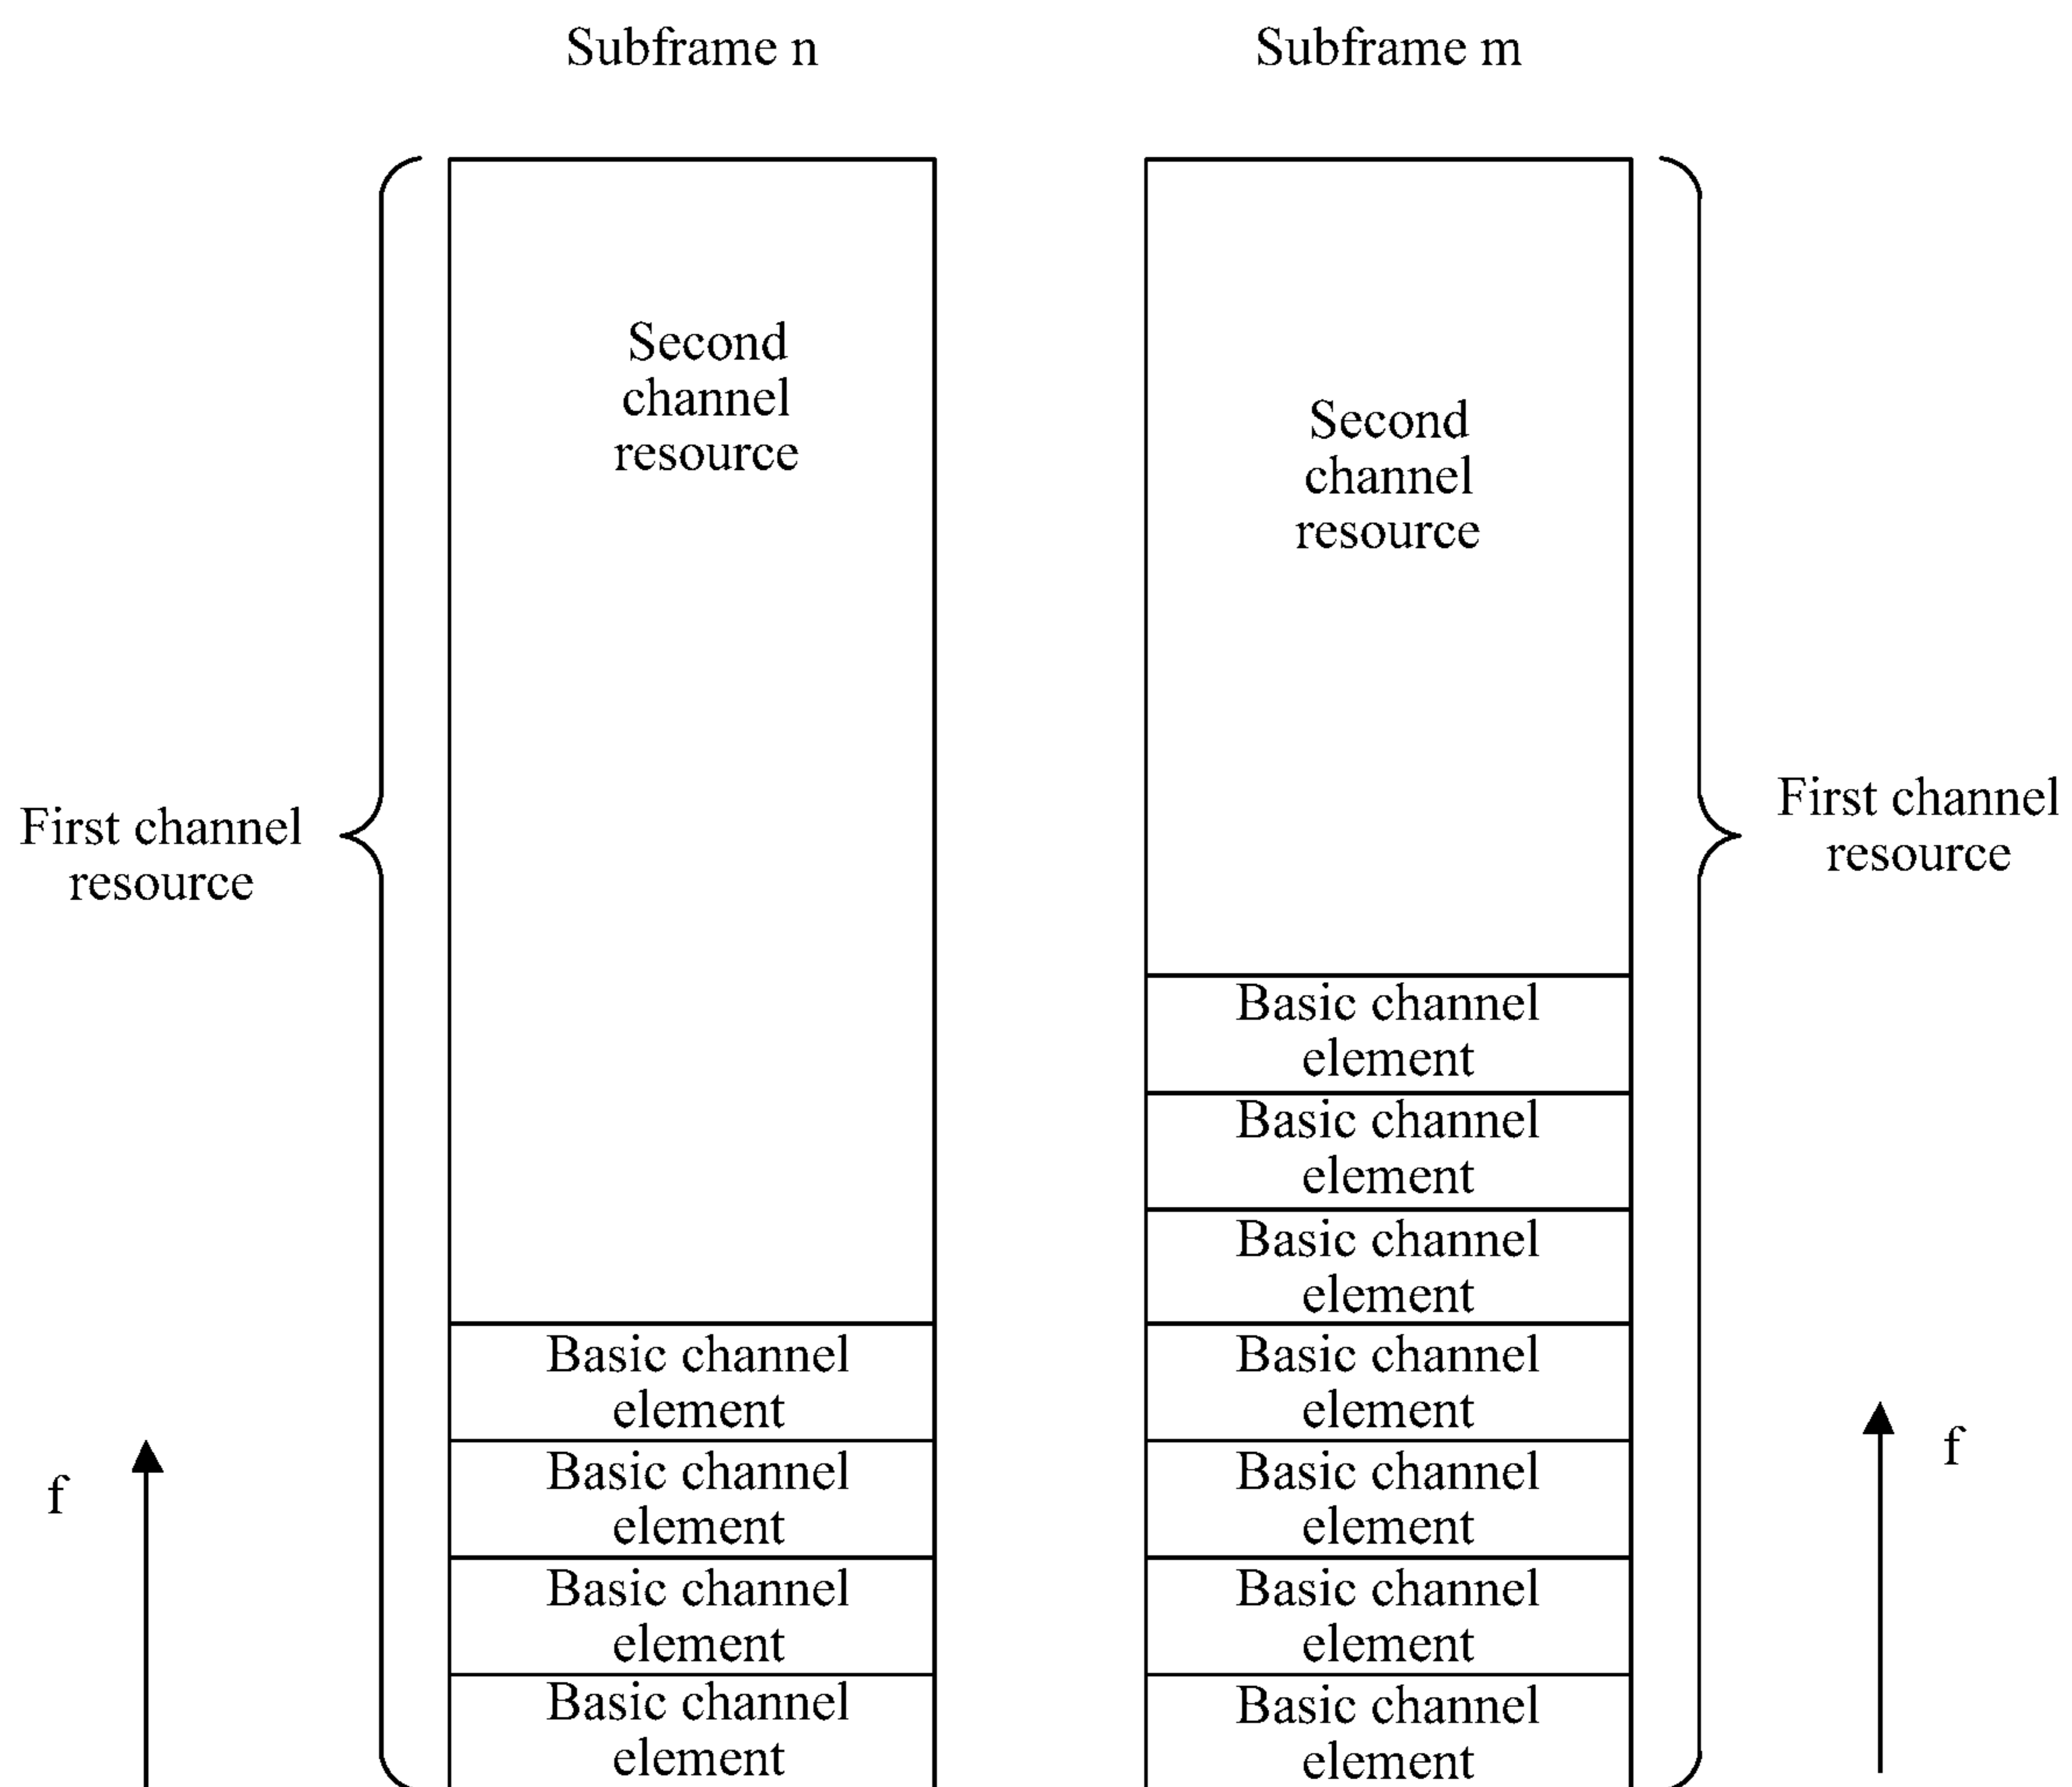 Subframe n
Subframe m
Second
channel
resource
Second
channel
resource
First channel
resource
First channel
resource
Basic channel
element
Basic channel
element
Basic channel
element
Basic channel
element
Basic channel
element
Basic channel
element
Basic channel
element
Basic channel
element
Basic channel
element
Basic channel
element
Basic channel
element
f
f